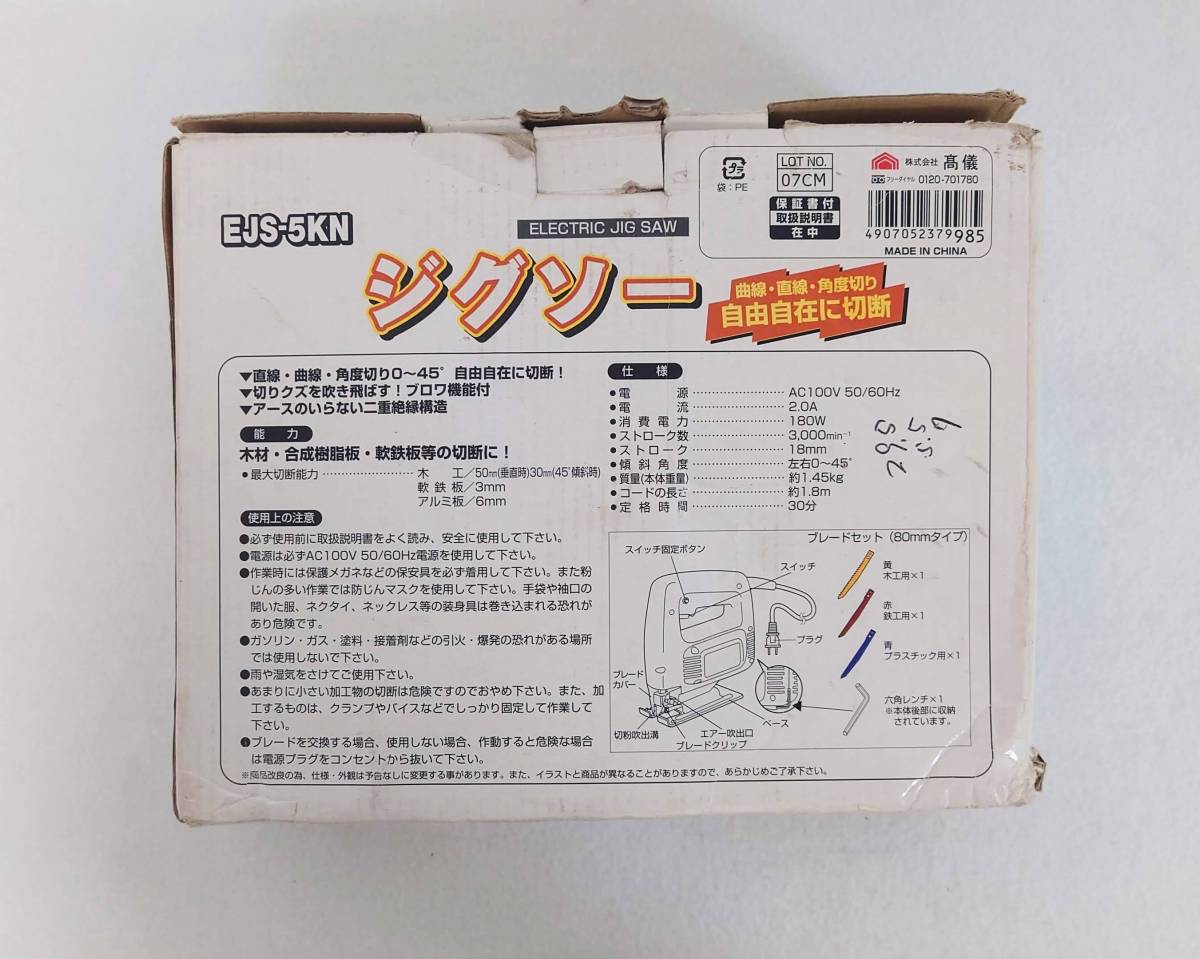 プラ
袋：PE
LOT NO.
07CM
保証書付
取扱説明書
在中
株式会社 髙儀
フリーダイヤル 0120-701780
4907052379985
MADE IN CHINA
EJS-5KN
ELECTRIC JIG SAW
ジグソー
曲線・直線・角度切り
自由自在に切断
▼直線・曲線・角度切り0～45° 自由自在に切断！
▼切りクズを吹き飛ばす！ブロワ機能付
▼アースのいらない二重絶縁構造
能力
木材・合成樹脂板・軟鉄板等の切断に！
●最大切断能力 ………… 木　工／50㎜(垂直時)30㎜(45°傾斜時)
軟鉄板／3mm
アルミ板／6mm
使用上の注意
●必ず使用前に取扱説明書をよく読み、安全に使用して下さい。
●電源は必ずAC100V 50/60Hz電源を使用して下さい。
●作業時には保護メガネなどの保安具を必ず着用して下さい。また粉
じんの多い作業では防じんマスクを使用して下さい。手袋や袖口の
開いた服、ネクタイ、ネックレス等の装身具は巻き込まれる恐れが
あり危険です。
●ガソリン・ガス・塗料・接着剤などの引火・爆発の恐れがある場所
では使用しないで下さい。
●雨や湿気をさけてご使用下さい。
●あまりに小さい加工物の切断は危険ですのでおやめ下さい。また、加
工するものは、クランプやバイスなどでしっかり固定して作業して
下さい。
●ブレードを交換する場合、使用しない場合、作動すると危険な場合
は電源プラグをコンセントから抜いて下さい。
※商品改良の為、仕様・外観は予告なしに変更する事があります。また、イラストと商品が異なることがありますので、あらかじめご了承下さい。
仕様
●電源 ………… AC100V 50/60Hz
●電流 ………… 2.0A
●消費電力 ………… 180W
●ストローク数 ………… 3,000min⁻¹
●ストローク ………… 18mm
●傾斜角度 ………… 左右0～45°
●質量(本体重量) ………… 約1.45kg
●コードの長さ ………… 約1.8m
●定格時間 ………… 30分
ブレードセット（80mmタイプ）
スイッチ固定ボタン
スイッチ
プラグ
ブレード
カバー
切粉吹出溝
エアー吹出口
ブレードクリップ
ベース
黄
木工用×1
赤
鉄工用×1
青
プラスチック用×1
六角レンチ×1
※本体後部に収納
されています。